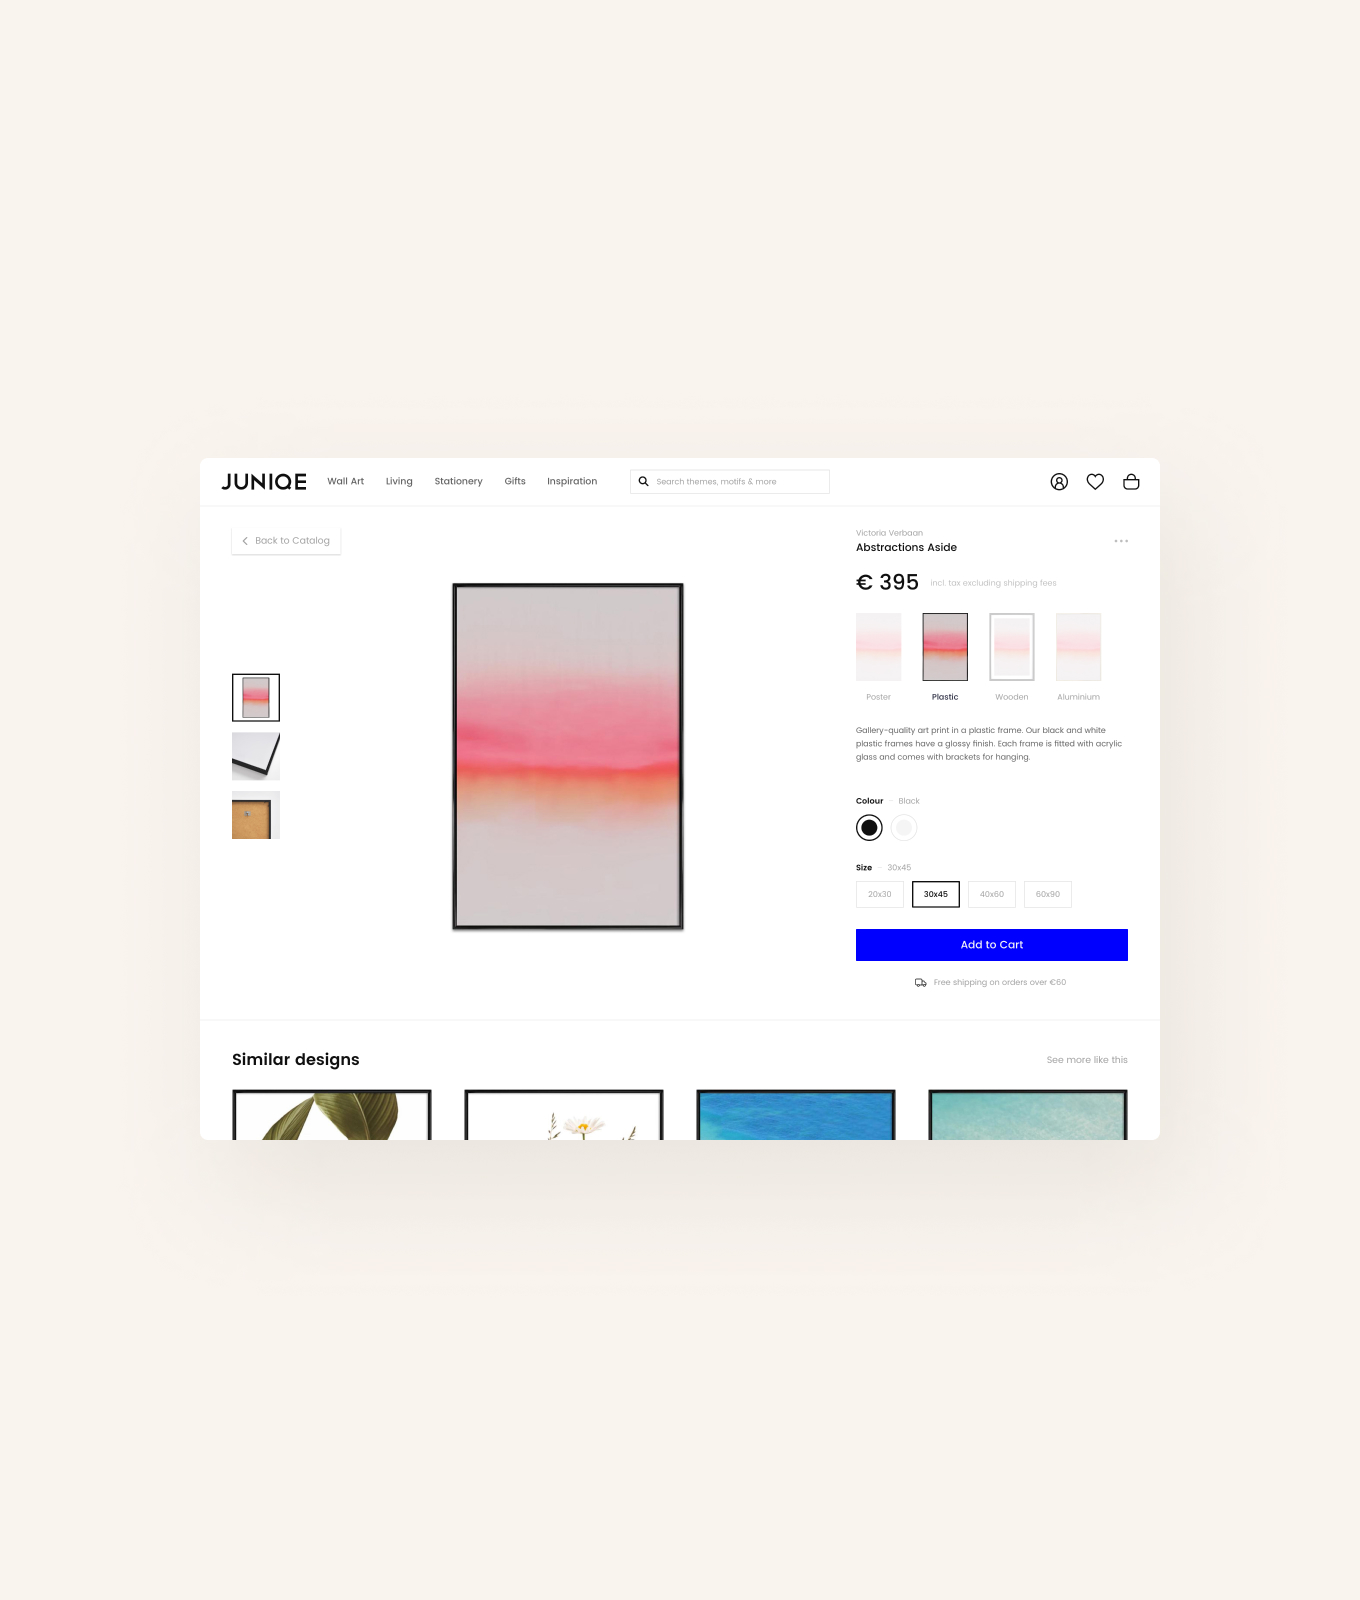 JUNIQE
Wall Art
Living
Stationery
Gifts
Inspiration
Search themes, motifs & more
Back to Catalog
Victoria Verbaan
Abstractions Aside
€ 395 incl. tax excluding shipping fees
Poster
Plastic
Wooden
Aluminium
Gallery-quality art print in a plastic frame. Our black and white
plastic frames have a glossy finish. Each frame is fitted with acrylic
glass and comes with brackets for hanging.
Colour – Black
Size – 30x45
20x30
30x45
40x60
60x90
Add to Cart
Free shipping on orders over €60
Similar designs
See more like this